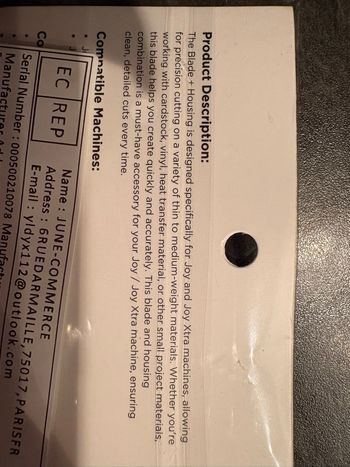 Product Description:
The Blade + Housing is designed specifically for Joy and Joy Xtra machines, allowing
for precision cutting on a variety of thin to medium-weight materials. Whether you're
working with cardstock, vinyl, heat transfer material, or other small project materials,
this blade helps you create quickly and accurately. This blade and housing
combination is a must-have accessory for your Joy / Joy Xtra machine, ensuring
clean, detailed cuts every time.
Compatible Machines:
EC REP
Name: JUNE-COMMERCE
Address: 6RUEDARMAILLE,75017,PARISFR
E-mail: yldyx112@outlook.com
Co
Serial Number: 000500210078